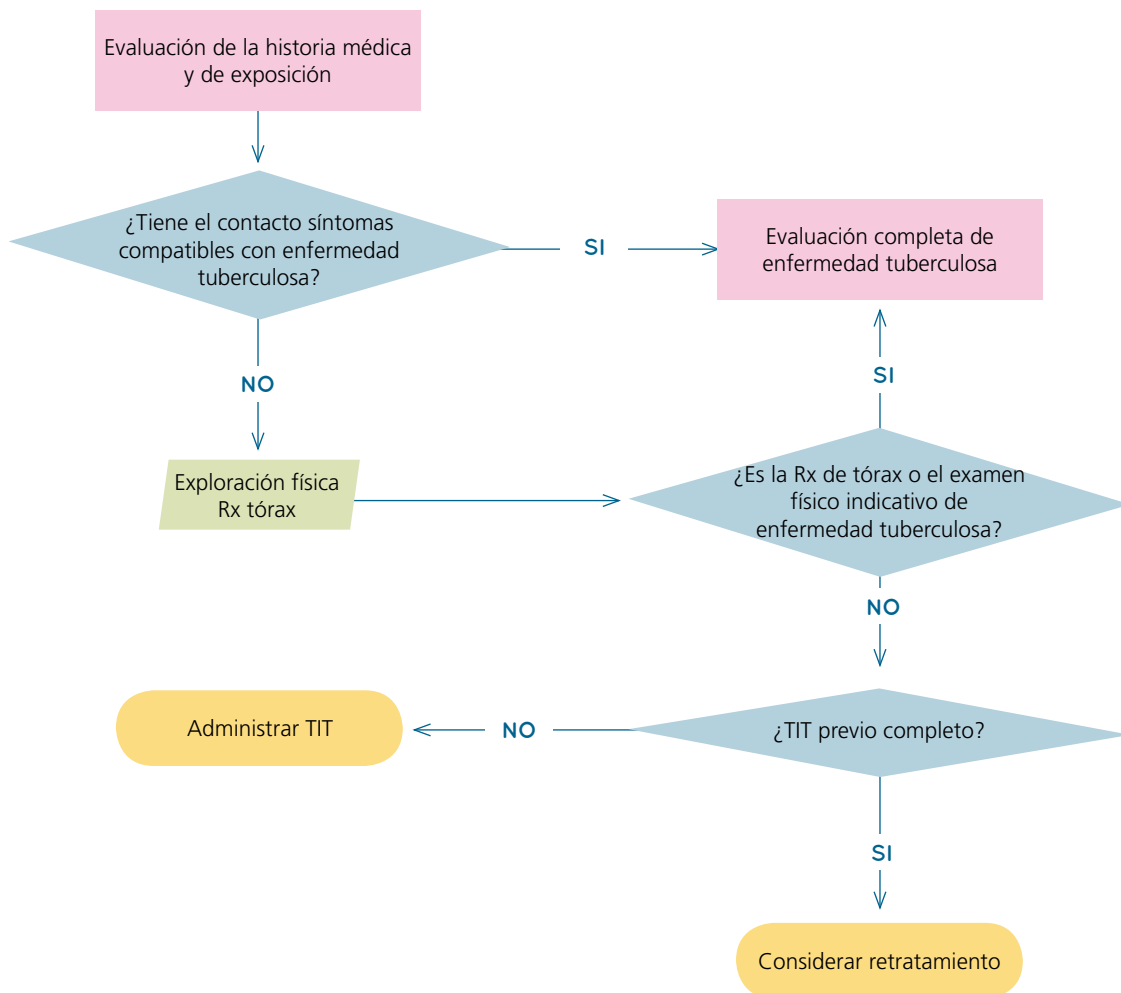 Evaluación de la historia médica
y de exposición
¿Tiene el contacto síntomas
compatibles con enfermedad
tuberculosa?
SI
Evaluación completa de
enfermedad tuberculosa
NO
SI
Exploración física
Rx tórax
¿Es la Rx de tórax o el examen
físico indicativo de
enfermedad tuberculosa?
NO
Administrar TIT
NO
¿TIT previo completo?
SI
Considerar retratamiento